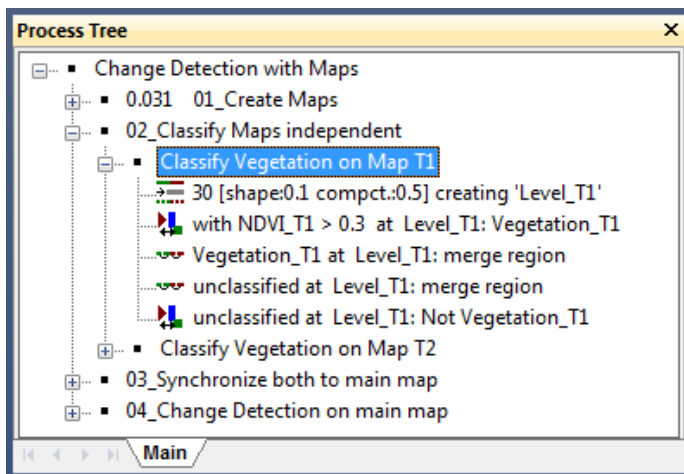 Process Tree
Change Detection with Maps
0.031 01_Create Maps
02_Classify Maps independent
Classify Vegetation on Map T1
30 [shape:0.1 compct.:0.5] creating 'Level_T1'
with NDVI_T1 > 0.3 at Level_T1: Vegetation_T1
Vegetation_T1 at Level_T1: merge region
unclassified at Level_T1: merge region
unclassified at Level_T1: Not Vegetation_T1
Classify Vegetation on Map T2
03_Synchronize both to main map
04_Change Detection on main map
Main